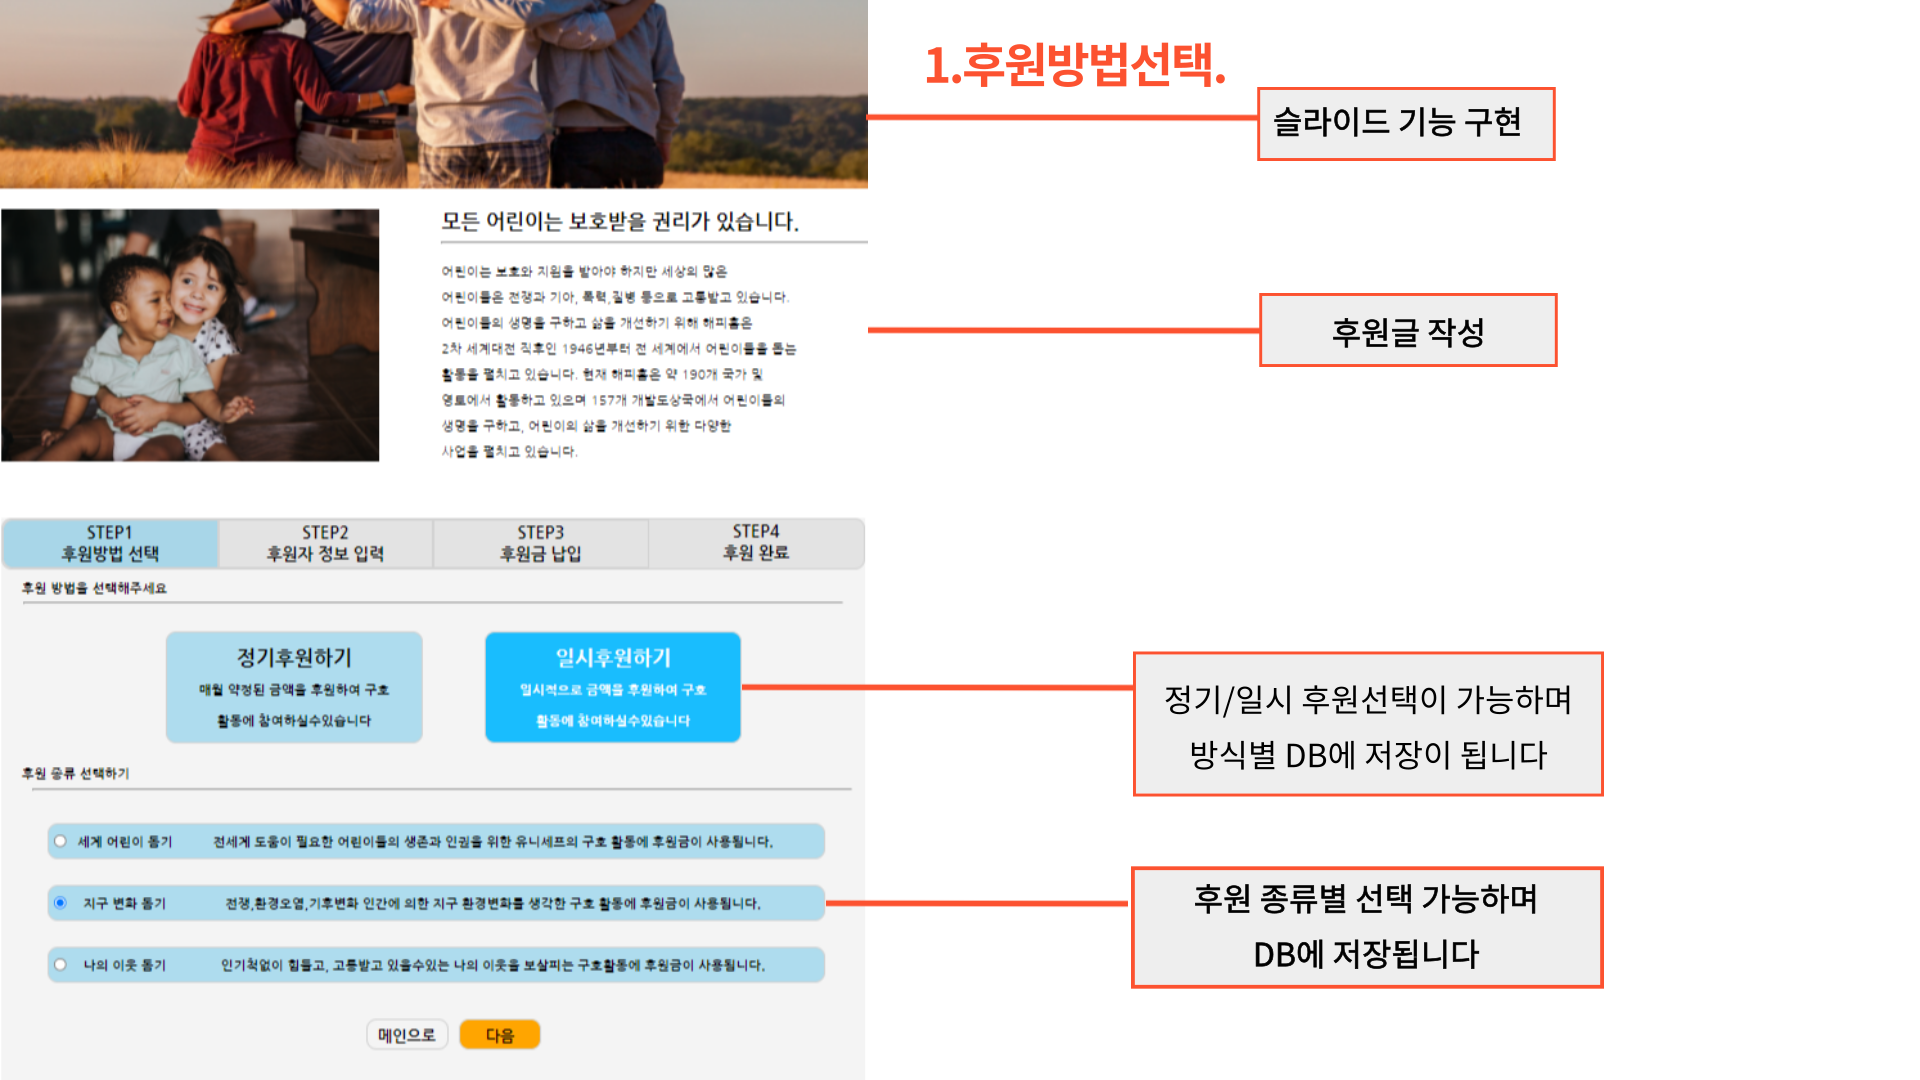 1.후원방법선택.
슬라이드 기능 구현
모든 어린이는 보호받을 권리가 있습니다.
어린이는 보호와 지원을 받아야 하지만 세상의 많은
어린이들은 전쟁과 기아, 폭력,질병 등으로 고통받고 있습니다.
어린이들의 생명을 구하고 삶을 개선하기 위해 해피홈은
2차 세계대전 직후인 1946년부터 전 세계에서 어린이들을 돕는
활동을 펼치고 있습니다. 현재 해피홈은 약 190개 국가 및
영토에서 활동하고 있으며 157개 개발도상국에서 어린이들의
생명을 구하고, 어린이의 삶을 개선하기 위한 다양한
사업을 펼치고 있습니다.
후원글 작성
STEP1
후원방법 선택
STEP2
후원자 정보 입력
STEP3
후원금 납입
STEP4
후원 완료
후원 방법을 선택해주세요
정기후원하기
매월 약정된 금액을 후원하여 구호
활동에 참여하실수있습니다
일시후원하기
일시적으로 금액을 후원하여 구호
활동에 참여하실수있습니다
정기/일시 후원선택이 가능하며
방식별 DB에 저장이 됩니다
후원 종류 선택하기
세계 어린이 돕기 전세계 도움이 필요한 어린이들의 생존과 인권을 위한 유니세프의 구호 활동에 후원금이 사용됩니다.
지구 변화 돕기 전쟁,환경오염,기후변화 인간에 의한 지구 환경변화를 생각한 구호 활동에 후원금이 사용됩니다.
나의 이웃 돕기 인기척없이 힘들고, 고통받고 있을수있는 나의 이웃을 보살피는 구호활동에 후원금이 사용됩니다.
후원 종류별 선택 가능하며
DB에 저장됩니다
메인으로
다음